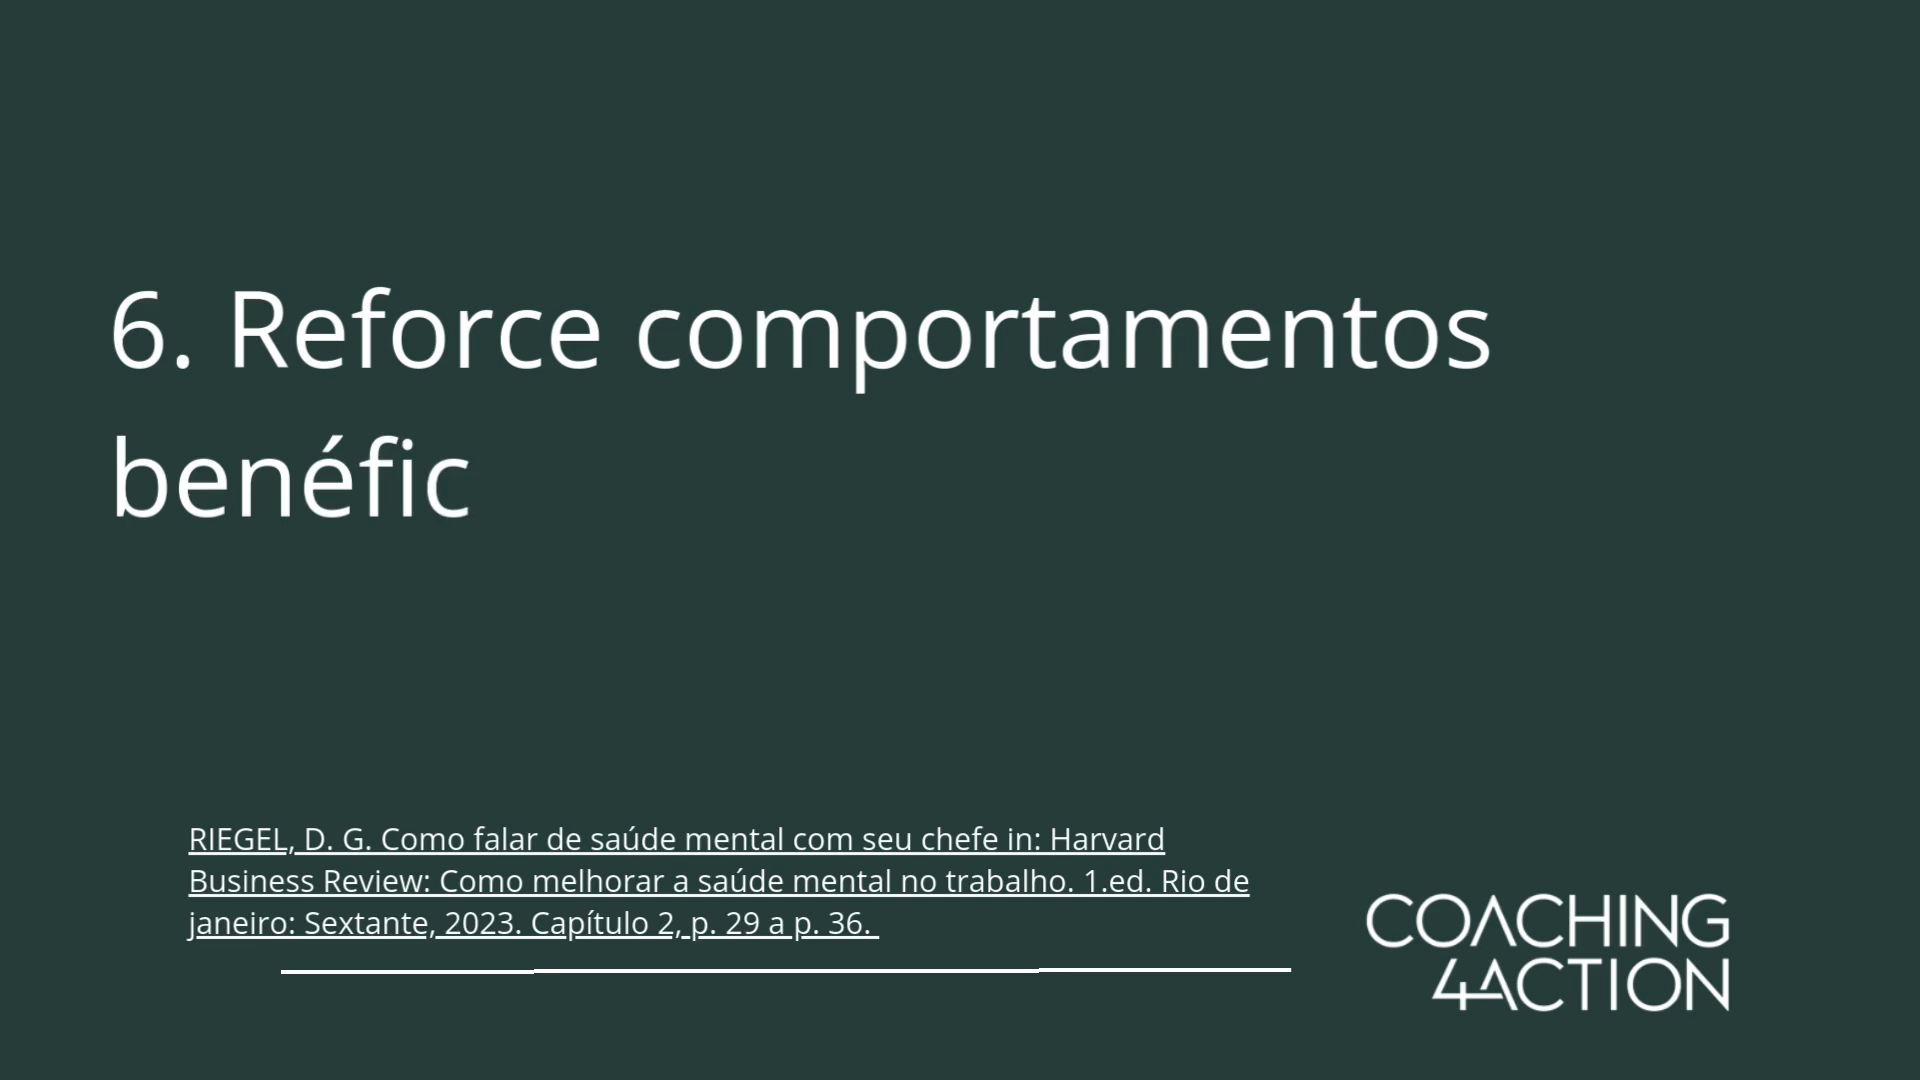 6. Reforce comportamentos
benéfic
RIEGEL, D. G. Como falar de saúde mental com seu chefe in: Harvard
Business Review: Como melhorar a saúde mental no trabalho. 1.ed. Rio de
janeiro: Sextante, 2023. Capítulo 2, p. 29 a p. 36.
COACHING
4ACTION